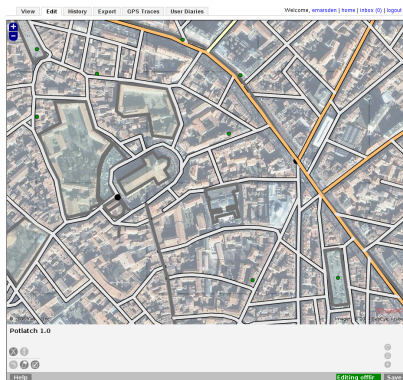 View Edit History Export GPS Traces User Diaries Welcome, emarsden | home | inbox (0) | logout
Potlatch 1.0
Help Editing offlin Save